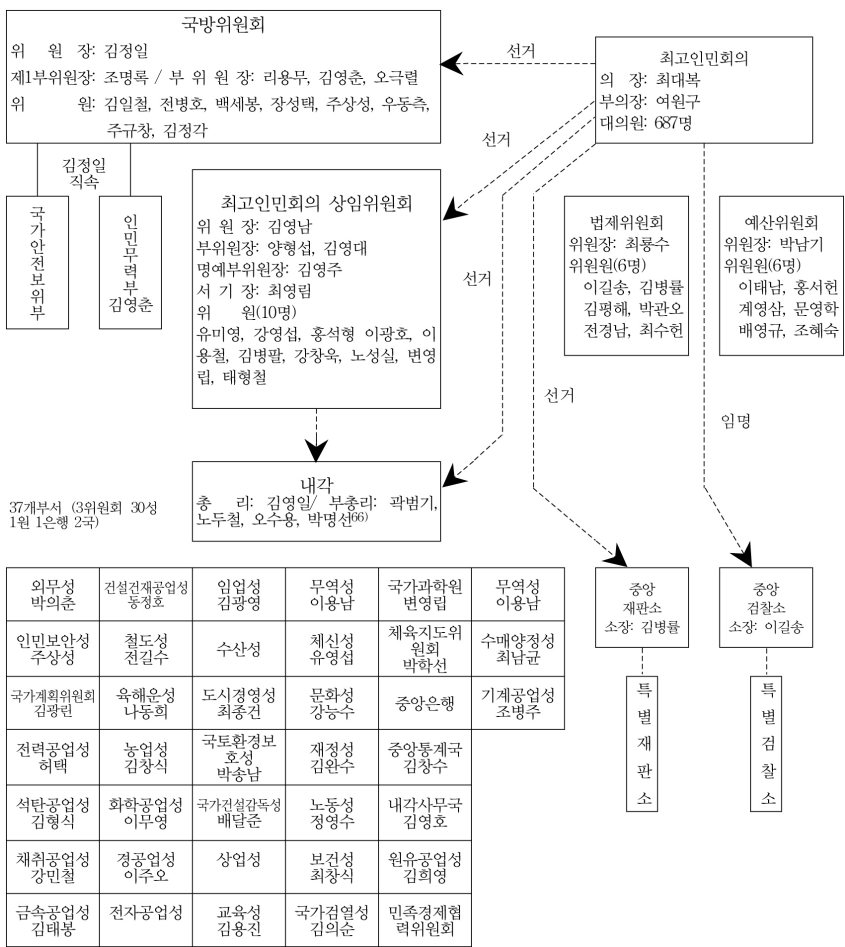 국방위원회
위 원 장: 김정일
제1부위원장: 조명록 / 부 위 원 장: 리용무, 김영춘, 오극렬
위 원: 김일철, 전병호, 백세봉, 장성택, 주상성, 우동측,
주규창, 김정각
선거
최고인민회의
의 장: 최대복
부의장: 여원구
대의원: 687명
김정일
직속
국가안전보위부
인민무력부
김영춘
선거
최고인민회의 상임위원회
위 원 장: 김영남
부위원장: 양형섭, 김영대
명예부위원장: 김영주
서 기 장: 최영림
위 원(10명)
유미영, 강영섭, 홍석형 이광호, 이
용철, 김병팔, 강창욱, 노성실, 변영
립, 태형철
선거
법제위원회
위원장: 최룡수
위원원(6명)
이길송, 김병률
김평해, 박관오
전경남, 최수헌
예산위원회
위원장: 박남기
위원원(6명)
이태남, 홍서헌
계영삼, 문영학
배영규, 조혜숙
선거
임명
37개부서 (3위원회 30성
1원 1은행 2국)
내각
총 리: 김영일/ 부총리: 곽범기,
노두철, 오수용, 박명선66)
외무성
박의춘
건설건재공업성
동정호
임업성
김광영
무역성
이용남
국가과학원
변영립
무역성
이용남
인민보안성
주상성
철도성
전길수
수산성
체신성
유영섭
체육지도위
원회
박학선
수매양정성
최남균
국가계획위원회
김광린
육해운성
나동희
도시경영성
최종건
문화성
강능수
중앙은행
기계공업성
조병주
전력공업성
허택
농업성
김창식
국토환경보
호성
박송남
재정성
김완수
중앙통계국
김창수
석탄공업성
김형식
화학공업성
이무영
국가건설감독성
배달준
노동성
정영수
내각사무국
김영호
채취공업성
강민철
경공업성
이주오
상업성
보건성
최창식
원유공업성
김희영
금속공업성
김태봉
전자공업성
교육성
김용진
국가검열성
김의순
민족경제협
력위원회
중앙
재판소
소장: 김병률
중앙
검찰소
소장: 이길송
특별재판소
특별검찰소